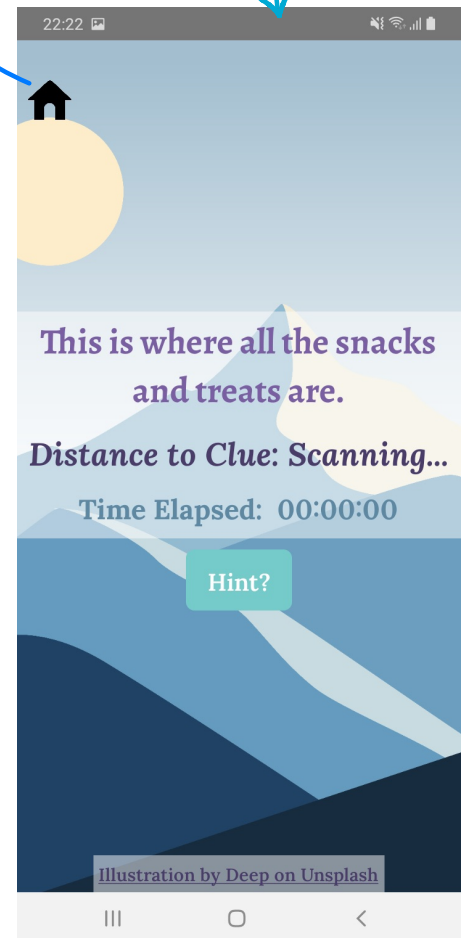 22:22
This is where all the snacks
and treats are.
Distance to Clue: Scanning...
Time Elapsed: 00:00:00
Hint?
Illustration by Deep on Unsplash